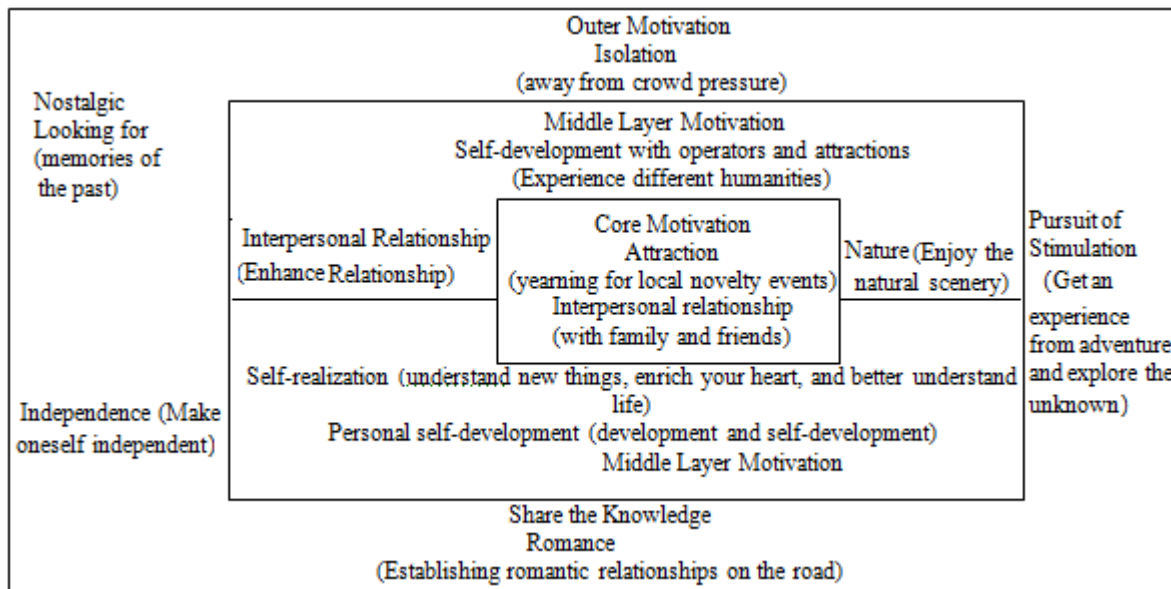 Outer Motivation
Isolation
(away from crowd pressure)
Nostalgic
Looking for
(memories of
the past)
Middle Layer Motivation
Self-development with operators and attractions
(Experience different humanities)
Interpersonal Relationship
(Enhance Relationship)
Core Motivation
Attraction
(yearning for local novelty events)
Interpersonal relationship
(with family and friends)
Nature (Enjoy the
natural scenery)
Pursuit of
Stimulation
(Get an
experience
from adventure
and explore the
unknown)
Self-realization (understand new things, enrich your heart, and better understand
life)
Personal self-development (development and self-development)
Middle Layer Motivation
Independence (Make
oneself independent)
Share the Knowledge
Romance
(Establishing romantic relationships on the road)